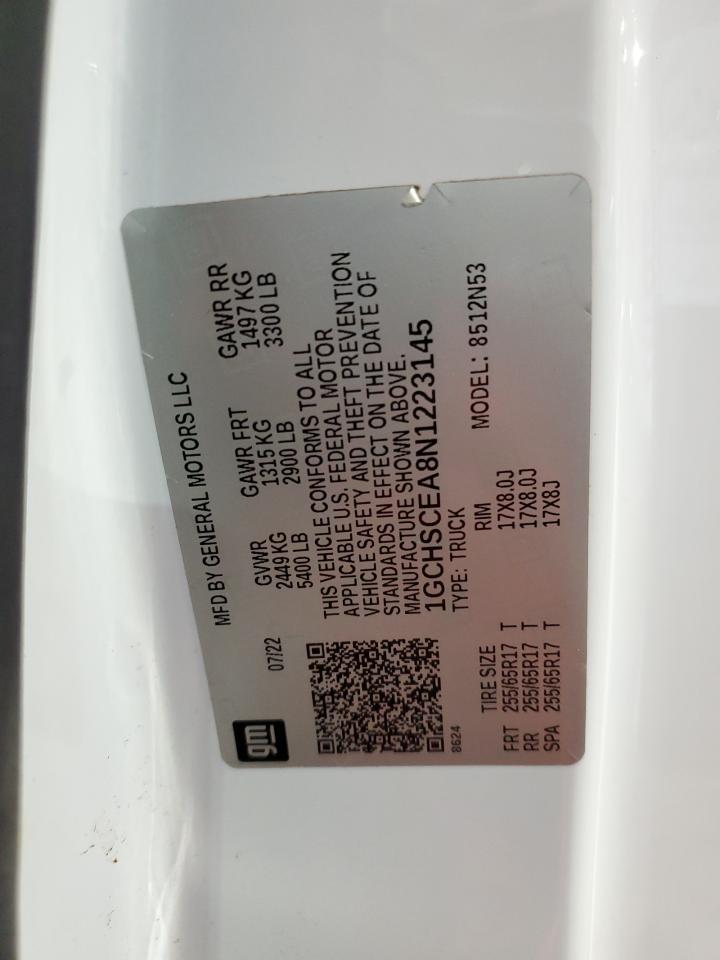 gm
MFD BY GENERAL MOTORS LLC
07/22
GVWR GAWR FRT GAWR RR
2449 KG 1315 KG 1497 KG
5400 LB 2900 LB 3300 LB
THIS VEHICLE CONFORMS TO ALL
APPLICABLE U.S. FEDERAL MOTOR
VEHICLE SAFETY AND THEFT PREVENTION
STANDARDS IN EFFECT ON THE DATE OF
MANUFACTURE SHOWN ABOVE.
1GCHSCEA8N1223145
8624
TYPE: TRUCK MODEL: 8512N53
TIRE SIZE RIM
FRT 255/65R17 T 17X8.0J
RR 255/65R17 T 17X8.0J
SPA 255/65R17 T 17X8J